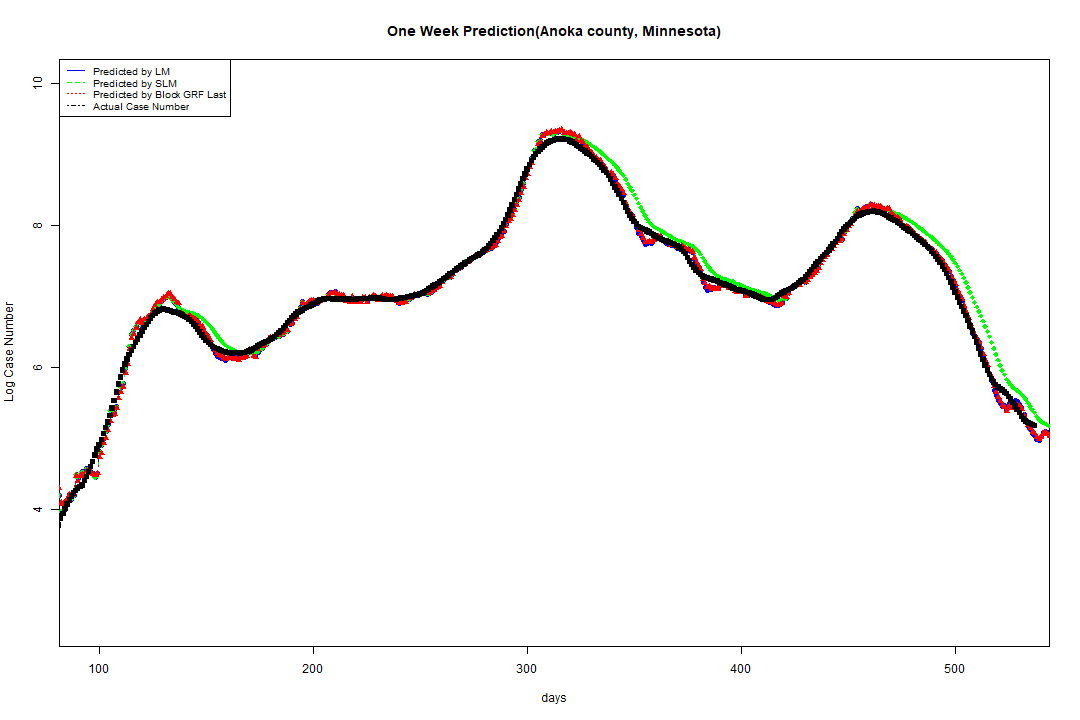 One Week Prediction(Anoka county, Minnesota)
Predicted by LM
Predicted by SLM
Predicted by Block GRF Last
Actual Case Number
10
8
6
4
Log Case Number
100 200 300 400 500
days